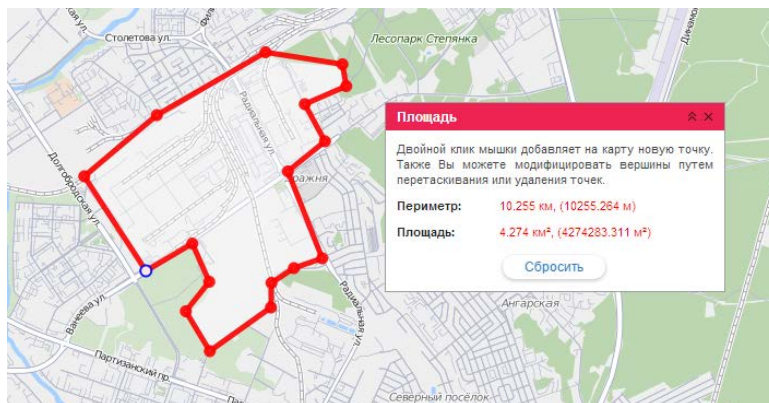 Столетова ул.
Лесопарк Степянка
Радиальная ул.
Долгобродская ул.
Ванеева ул.
Партизанский пр.
Радиальная ул.
Ангарская
Северный посёлок
Площадь
Двойной клик мышки добавляет на карту новую точку.
Также Вы можете модифицировать вершины путем
перетаскивания или удаления точек.
Периметр: 10.255 км, (10255.264 м)
Площадь: 4.274 км², (4274283.311 м²)
Сбросить